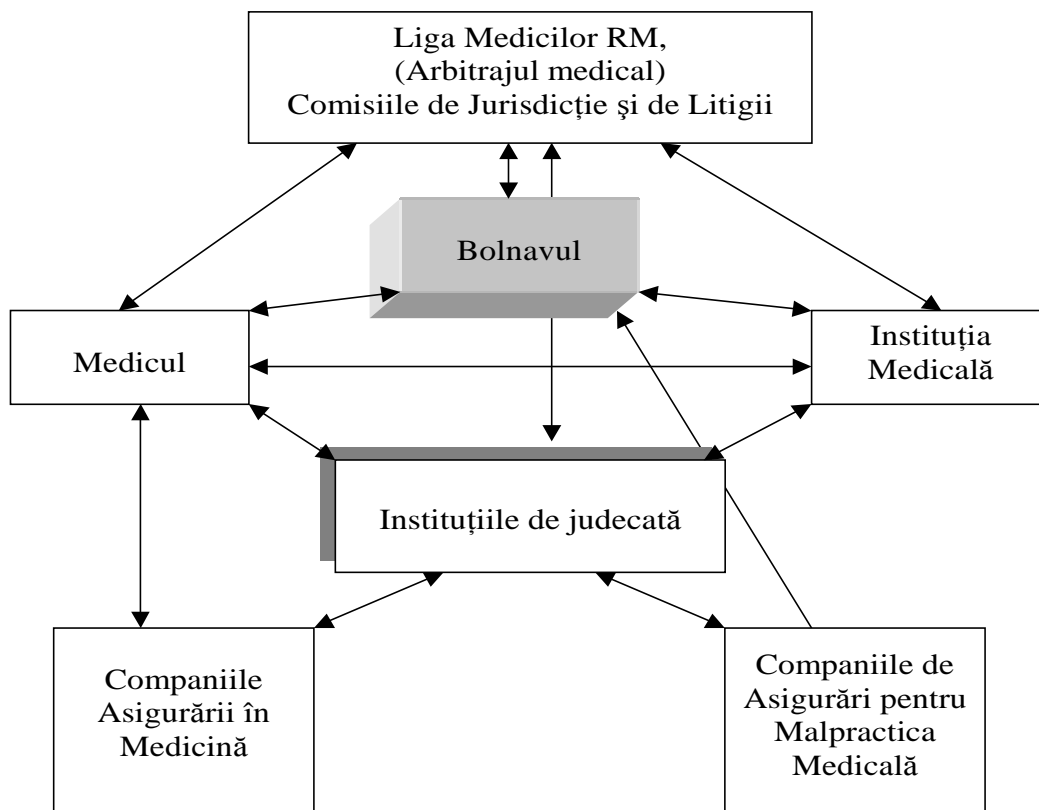 Liga Medicilor RM,
(Arbitrajul medical)
Comisiile de Jurisdicție şi de Litigii
Bolnavul
Medicul
Instituția
Medicală
Instituțiile de judecată
Companiile
Asigurării în
Medicină
Companiile de
Asigurări pentru
Malpractica
Medicală